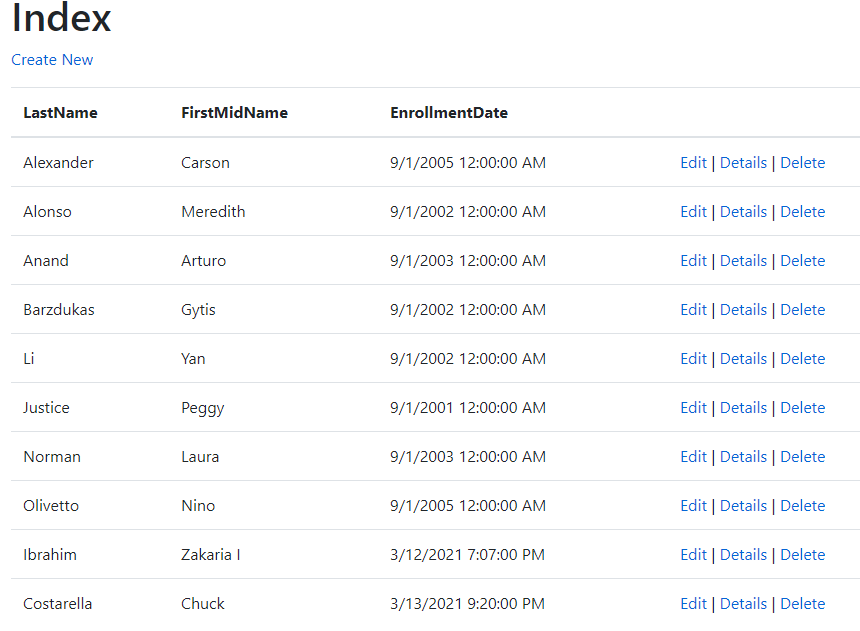 Index
Create New
LastName FirstMidName EnrollmentDate
Alexander Carson 9/1/2005 12:00:00 AM Edit | Details | Delete
Alonso Meredith 9/1/2002 12:00:00 AM Edit | Details | Delete
Anand Arturo 9/1/2003 12:00:00 AM Edit | Details | Delete
Barzdukas Gytis 9/1/2002 12:00:00 AM Edit | Details | Delete
Li Yan 9/1/2002 12:00:00 AM Edit | Details | Delete
Justice Peggy 9/1/2001 12:00:00 AM Edit | Details | Delete
Norman Laura 9/1/2003 12:00:00 AM Edit | Details | Delete
Olivetto Nino 9/1/2005 12:00:00 AM Edit | Details | Delete
Ibrahim Zakaria I 3/12/2021 7:07:00 PM Edit | Details | Delete
Costarella Chuck 3/13/2021 9:20:00 PM Edit | Details | Delete